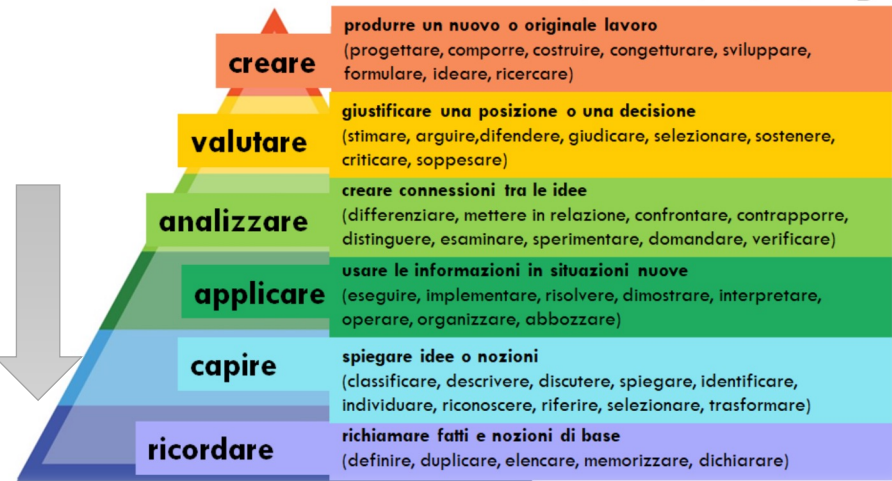 creare
produrre un nuovo o originale lavoro
(progettare, comporre, costruire, congetturare, sviluppare,
formulare, ideare, ricercare)
valutare
giustificare una posizione o una decisione
(stimare, arguire,difendere, giudicare, selezionare, sostenere,
criticare, soppesare)
analizzare
creare connessioni tra le idee
(differenziare, mettere in relazione, confrontare, contrapporre,
distinguere, esaminare, sperimentare, domandare, verificare)
applicare
usare le informazioni in situazioni nuove
(eseguire, implementare, risolvere, dimostrare, interpretare,
operare, organizzare, abbozzare)
capire
spiegare idee o nozioni
(classificare, descrivere, discutere, spiegare, identificare,
individuare, riconoscere, riferire, selezionare, trasformare)
ricordare
richiamare fatti e nozioni di base
(definire, duplicare, elencare, memorizzare, dichiarare)